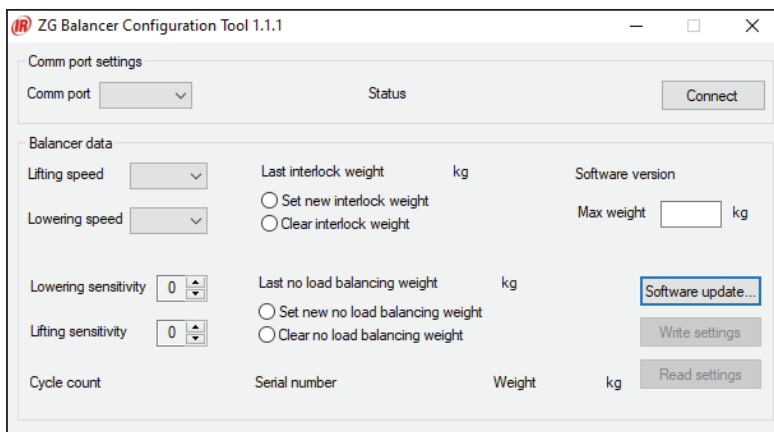 IR ZG Balancer Configuration Tool 1.1.1
Comm port settings
Comm port Status Connect
Balancer data
Lifting speed Last interlock weight kg Software version
Set new interlock weight
Lowering speed Clear interlock weight Max weight kg
Lowering sensitivity 0 Last no load balancing weight kg Software update...
Set new no load balancing weight
Lifting sensitivity 0 Clear no load balancing weight Write settings
Cycle count Serial number Weight kg Read settings